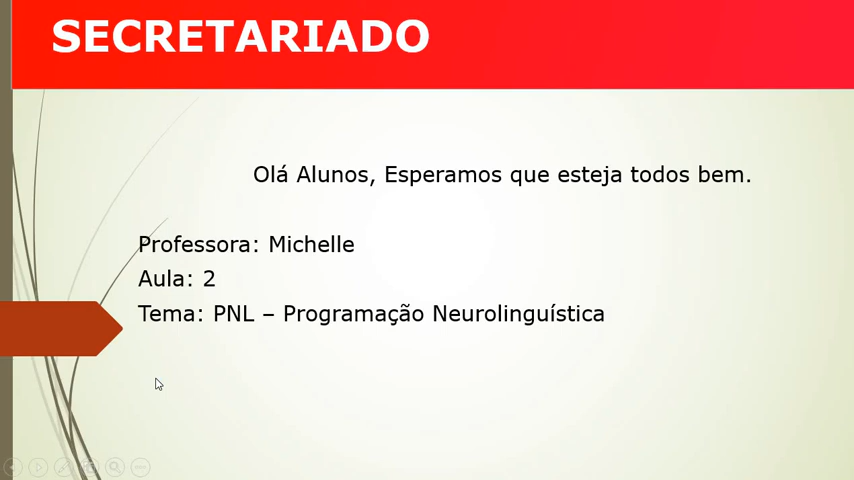 SECRETARIADO
Olá Alunos, Esperamos que esteja todos bem.
Professora: Michelle
Aula: 2
Tema: PNL – Programação Neurolinguística